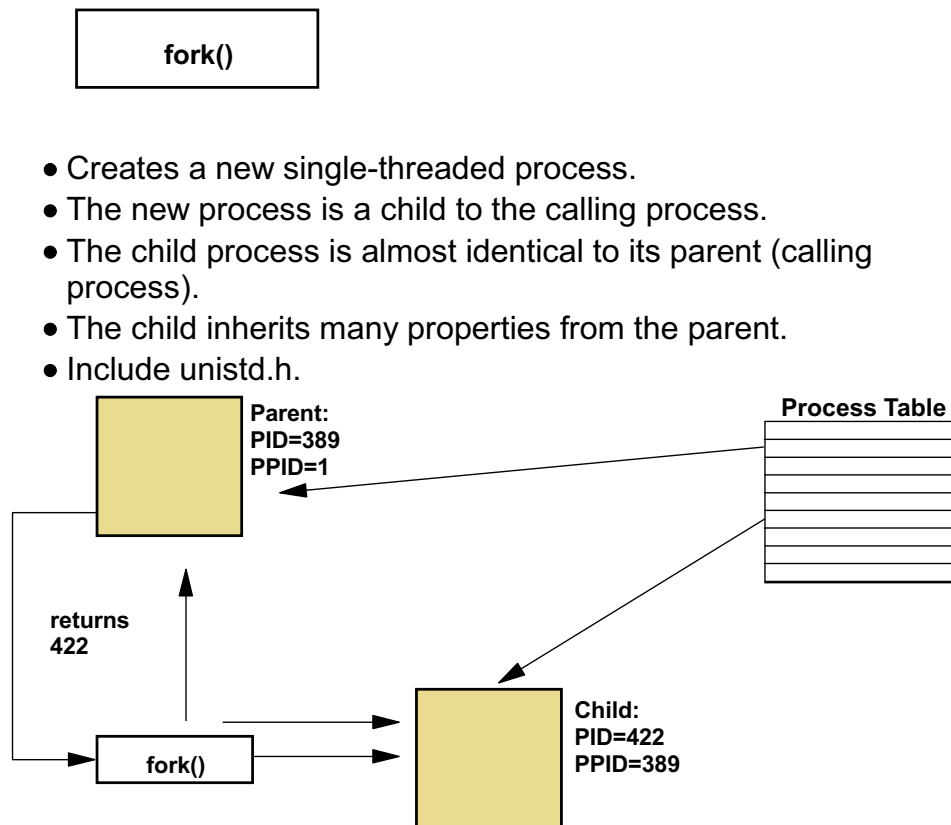 fork()
• Creates a new single-threaded process.
• The new process is a child to the calling process.
• The child process is almost identical to its parent (calling
process).
• The child inherits many properties from the parent.
• Include unistd.h.
Parent:
PID=389
PPID=1
Process Table
returns
422
fork()
Child:
PID=422
PPID=389